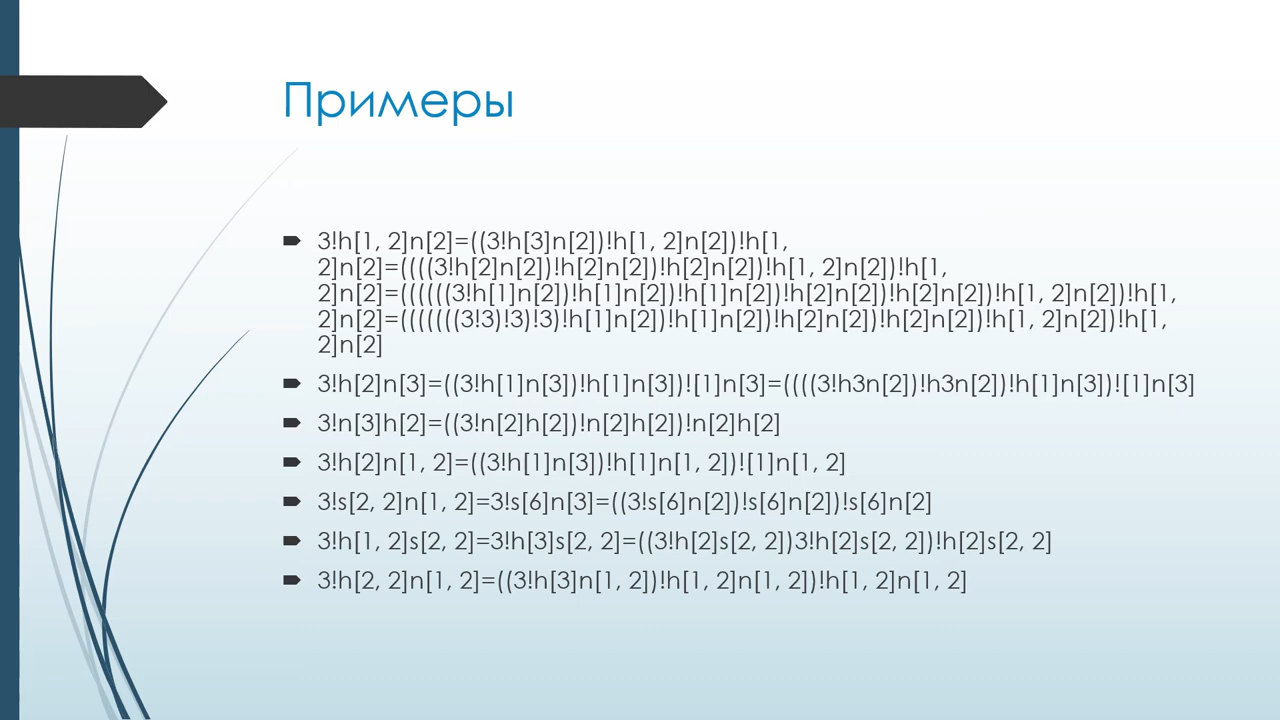 Примеры
3!h[1, 2]n[2]=((3!h[3]n[2])!h[1, 2]n[2])!h[1,
2]n[2]=((((3!h[2]n[2])!h[2]n[2])!h[2]n[2])!h[1, 2]n[2])!h[1,
2]n[2]=((((((3!h[1]n[2])!h[1]n[2])!h[1]n[2])!h[2]n[2])!h[2]n[2])!h[1, 2]n[2])!h[1,
2]n[2]=(((((((3!3)!3)!3)!h[1]n[2])!h[1]n[2])!h[2]n[2])!h[2]n[2])!h[1, 2]n[2])!h[1,
2]n[2]
3!h[2]n[3]=((3!h[1]n[3])!h[1]n[3])![1]n[3]=((((3!h3n[2])!h3n[2])!h[1]n[3])![1]n[3]
3!n[3]h[2]=((3!n[2]h[2])!n[2]h[2])!n[2]h[2]
3!h[2]n[1, 2]=((3!h[1]n[3])!h[1]n[1, 2])![1]n[1, 2]
3!s[2, 2]n[1, 2]=3!s[6]n[3]=((3!s[6]n[2])!s[6]n[2])!s[6]n[2]
3!h[1, 2]s[2, 2]=3!h[3]s[2, 2]=((3!h[2]s[2, 2])3!h[2]s[2, 2])!h[2]s[2, 2]
3!h[2, 2]n[1, 2]=((3!h[3]n[1, 2])!h[1, 2]n[1, 2])!h[1, 2]n[1, 2]